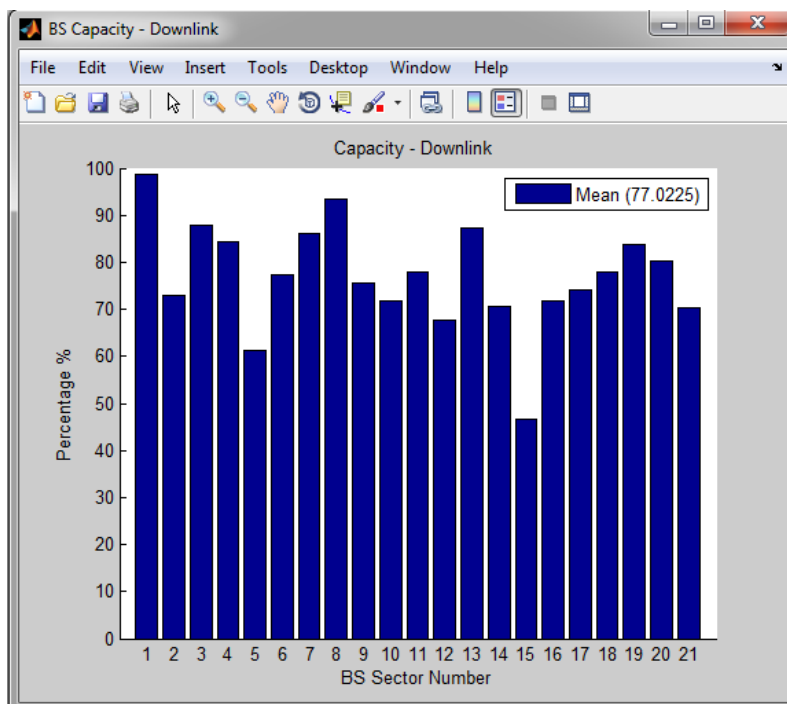 BS Capacity - Downlink
File Edit View Insert Tools Desktop Window Help
Capacity - Downlink
Mean (77.0225)
100
90
80
70
60
50
40
30
20
10
0
Percentage %
1 2 3 4 5 6 7 8 9 10 11 12 13 14 15 16 17 18 19 20 21
BS Sector Number